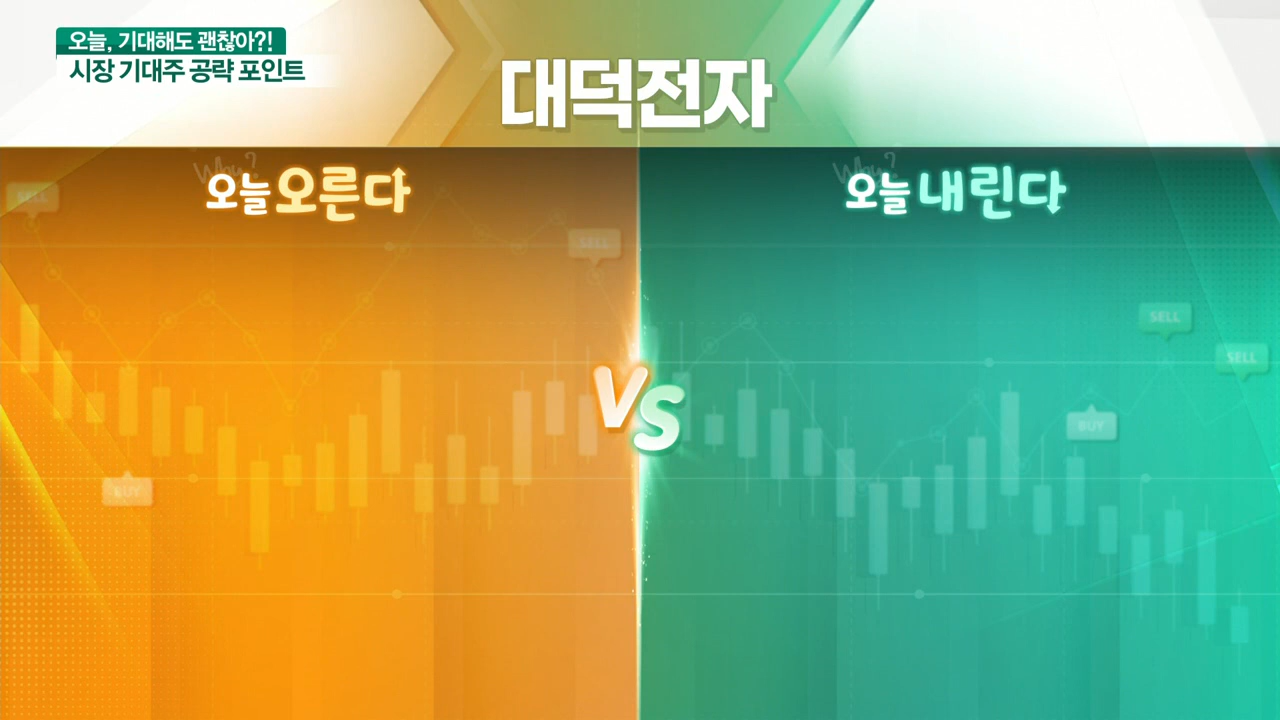 오늘, 기대해도 괜찮아?!
시장 기대주 공략 포인트
대덕전자
Why?
오늘 오른다
Why?
오늘 내린다
SELL
SELL
VS
SELL
SELL
BUY
BUY